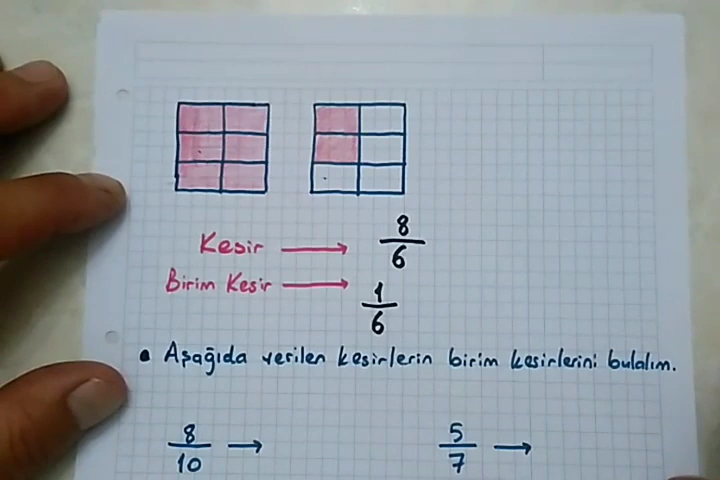 Kesir → 8/6
Birim Kesir → 1/6
• Aşağıda verilen kesirlerin birim kesirlerini bulalım.
8/10 → 5/7 →